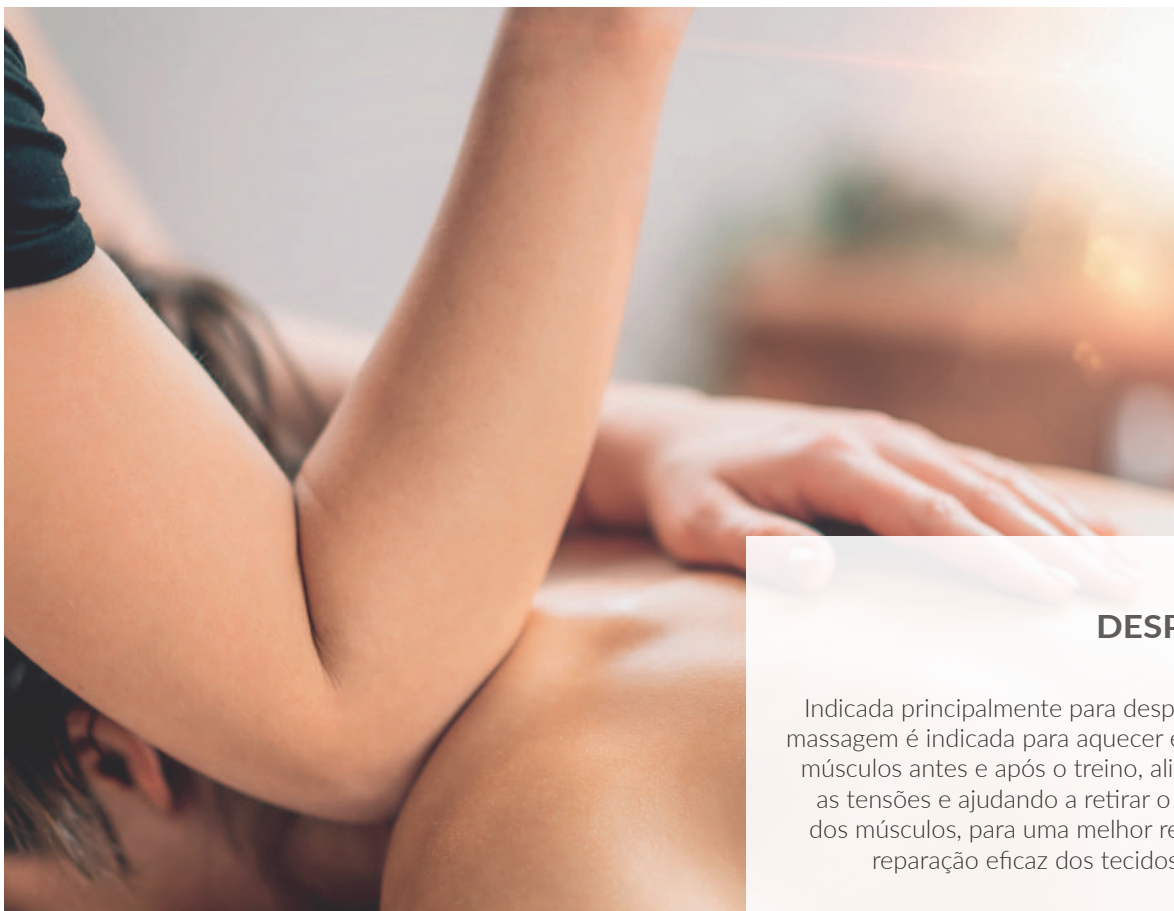 DESP
Indicada principalmente para desp
massagem é indicada para aquecer e
músculos antes e após o treino, ali
as tensões e ajudando a retirar o
dos músculos, para uma melhor re
reparação eficaz dos tecidos